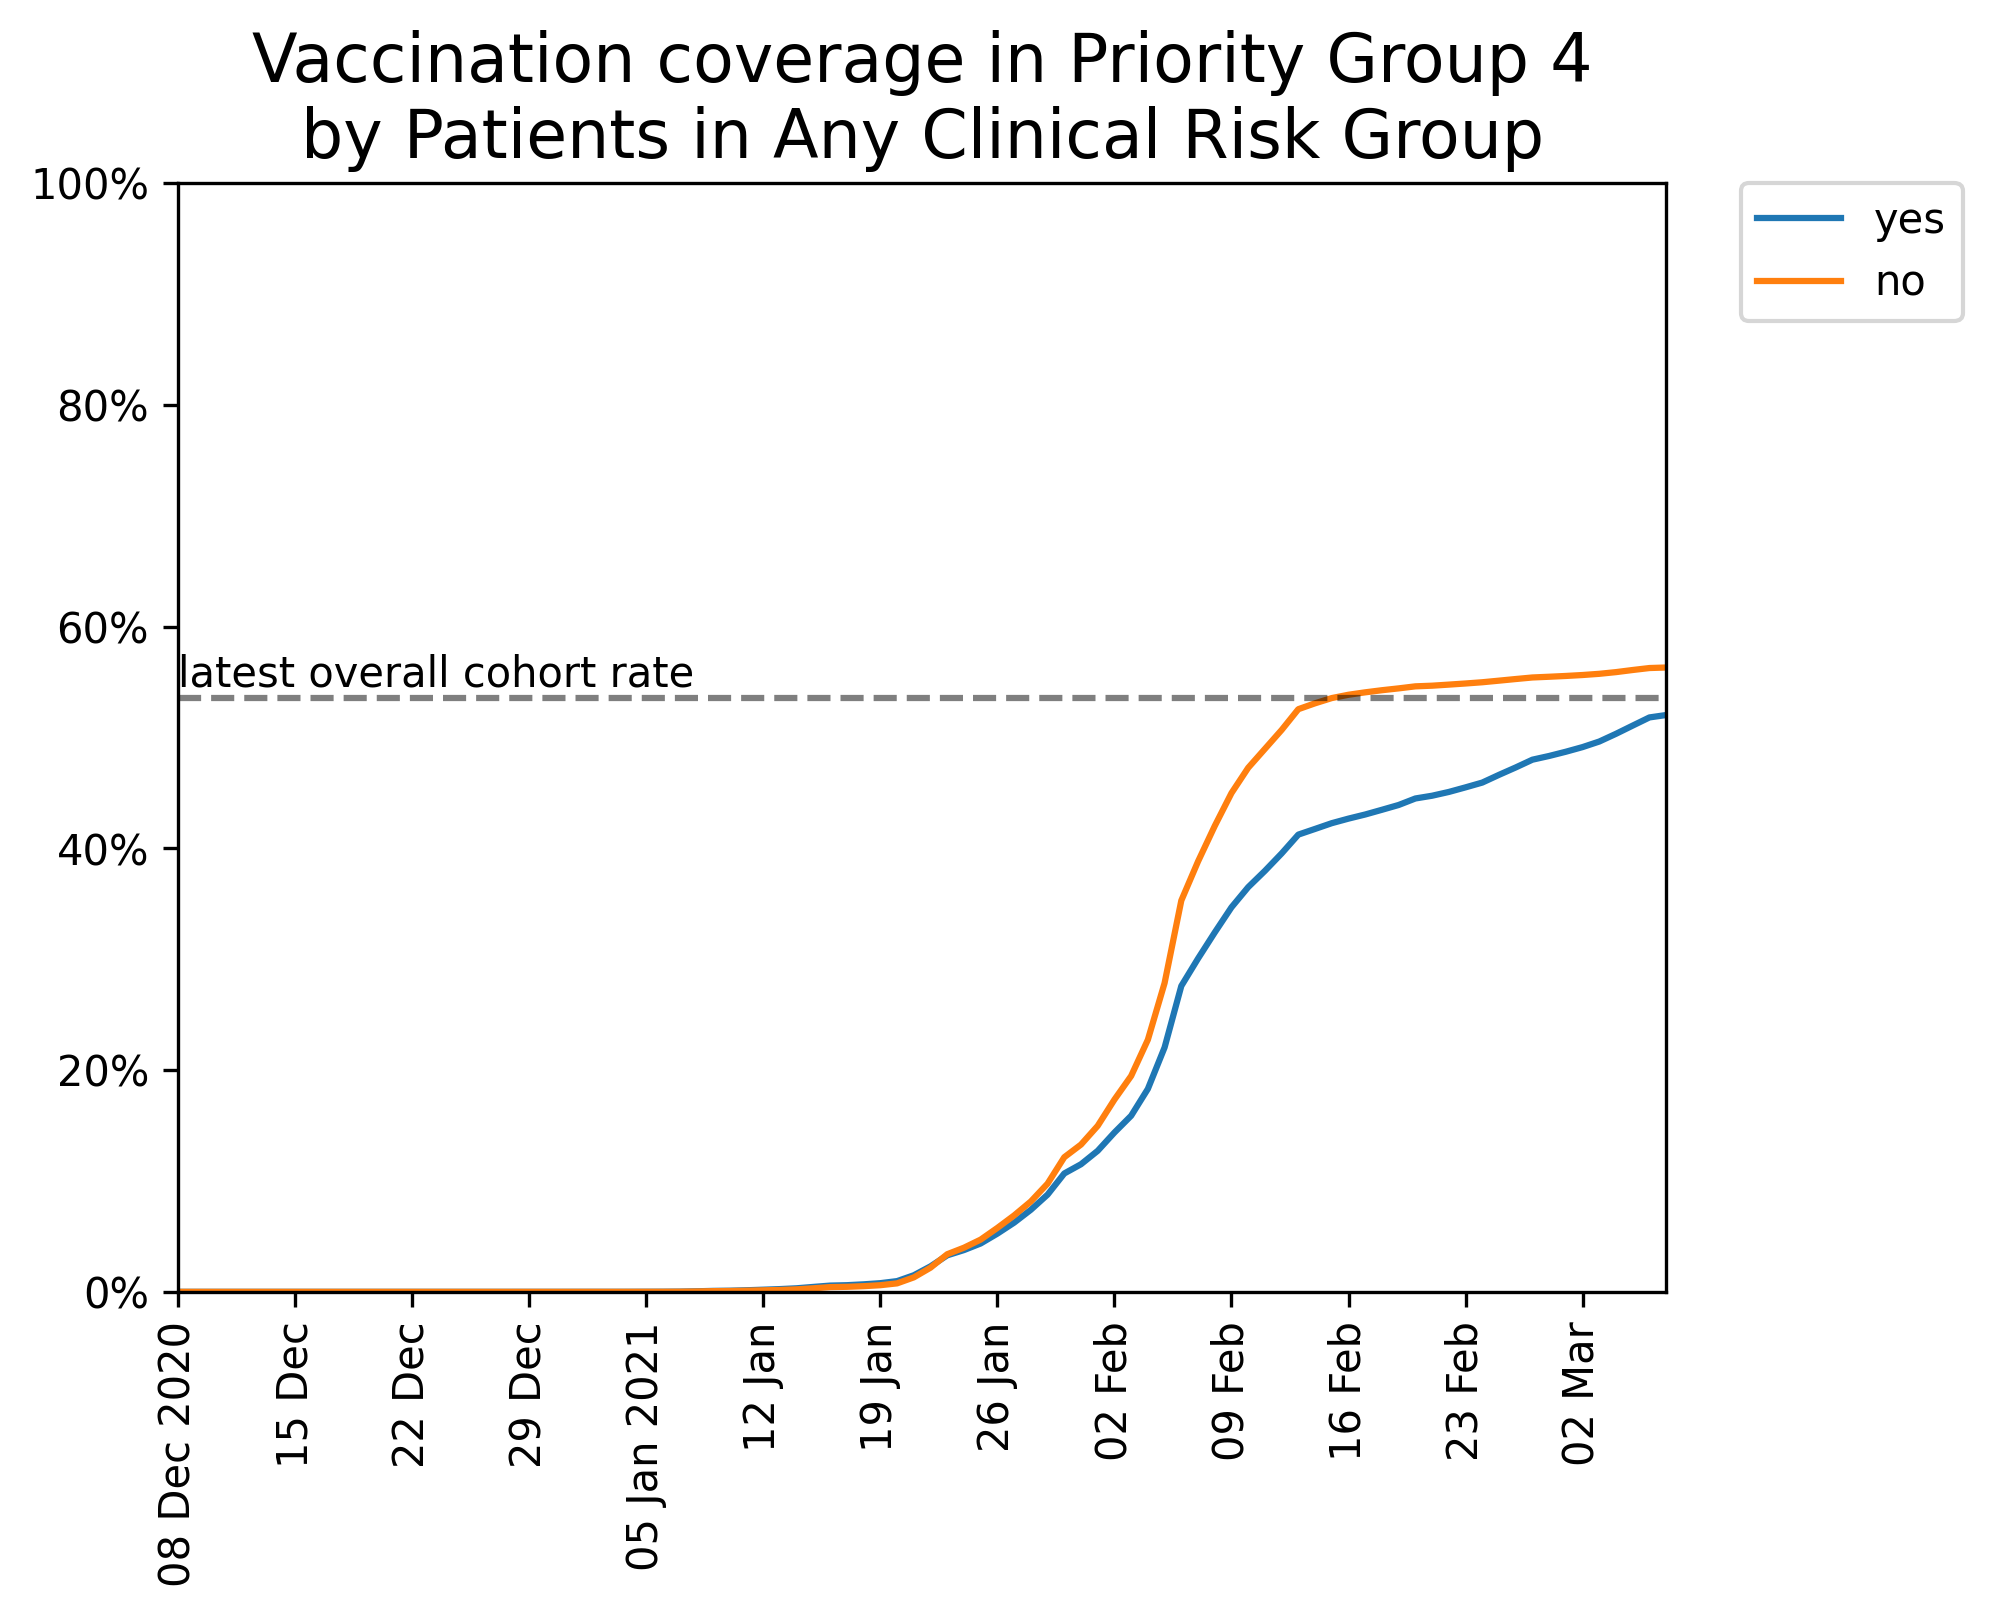 Vaccination coverage in Priority Group 4
by Patients in Any Clinical Risk Group
100%
80%
60%
40%
20%
0%
latest overall cohort rate
yes
no
08 Dec 2020
15 Dec
22 Dec
29 Dec
05 Jan 2021
12 Jan
19 Jan
26 Jan
02 Feb
09 Feb
16 Feb
23 Feb
02 Mar